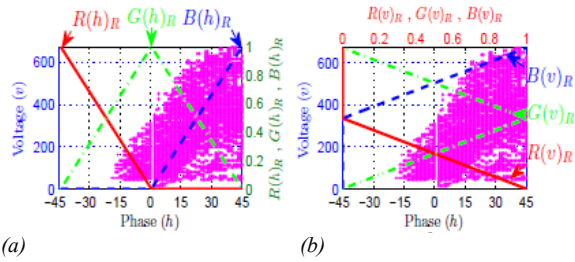 R(h)_R G(h)_R B(h)_R
R(v)_R , G(v)_R , B(v)_R
Voltage (v)
600
400
200
0
1
0.8
0.6
0.4
0.2
0
R(h)_R , G(h)_R , B(h)_R
-45 -30 -15 0 15 30 45
Phase (h)
(a)
0 0.2 0.4 0.5 0.6 0.8 1
Voltage (v)
600
400
200
0
B(v)_R
G(v)_R
R(v)_R
-45 -30 -15 0 15 30 45
Phase (h)
(b)